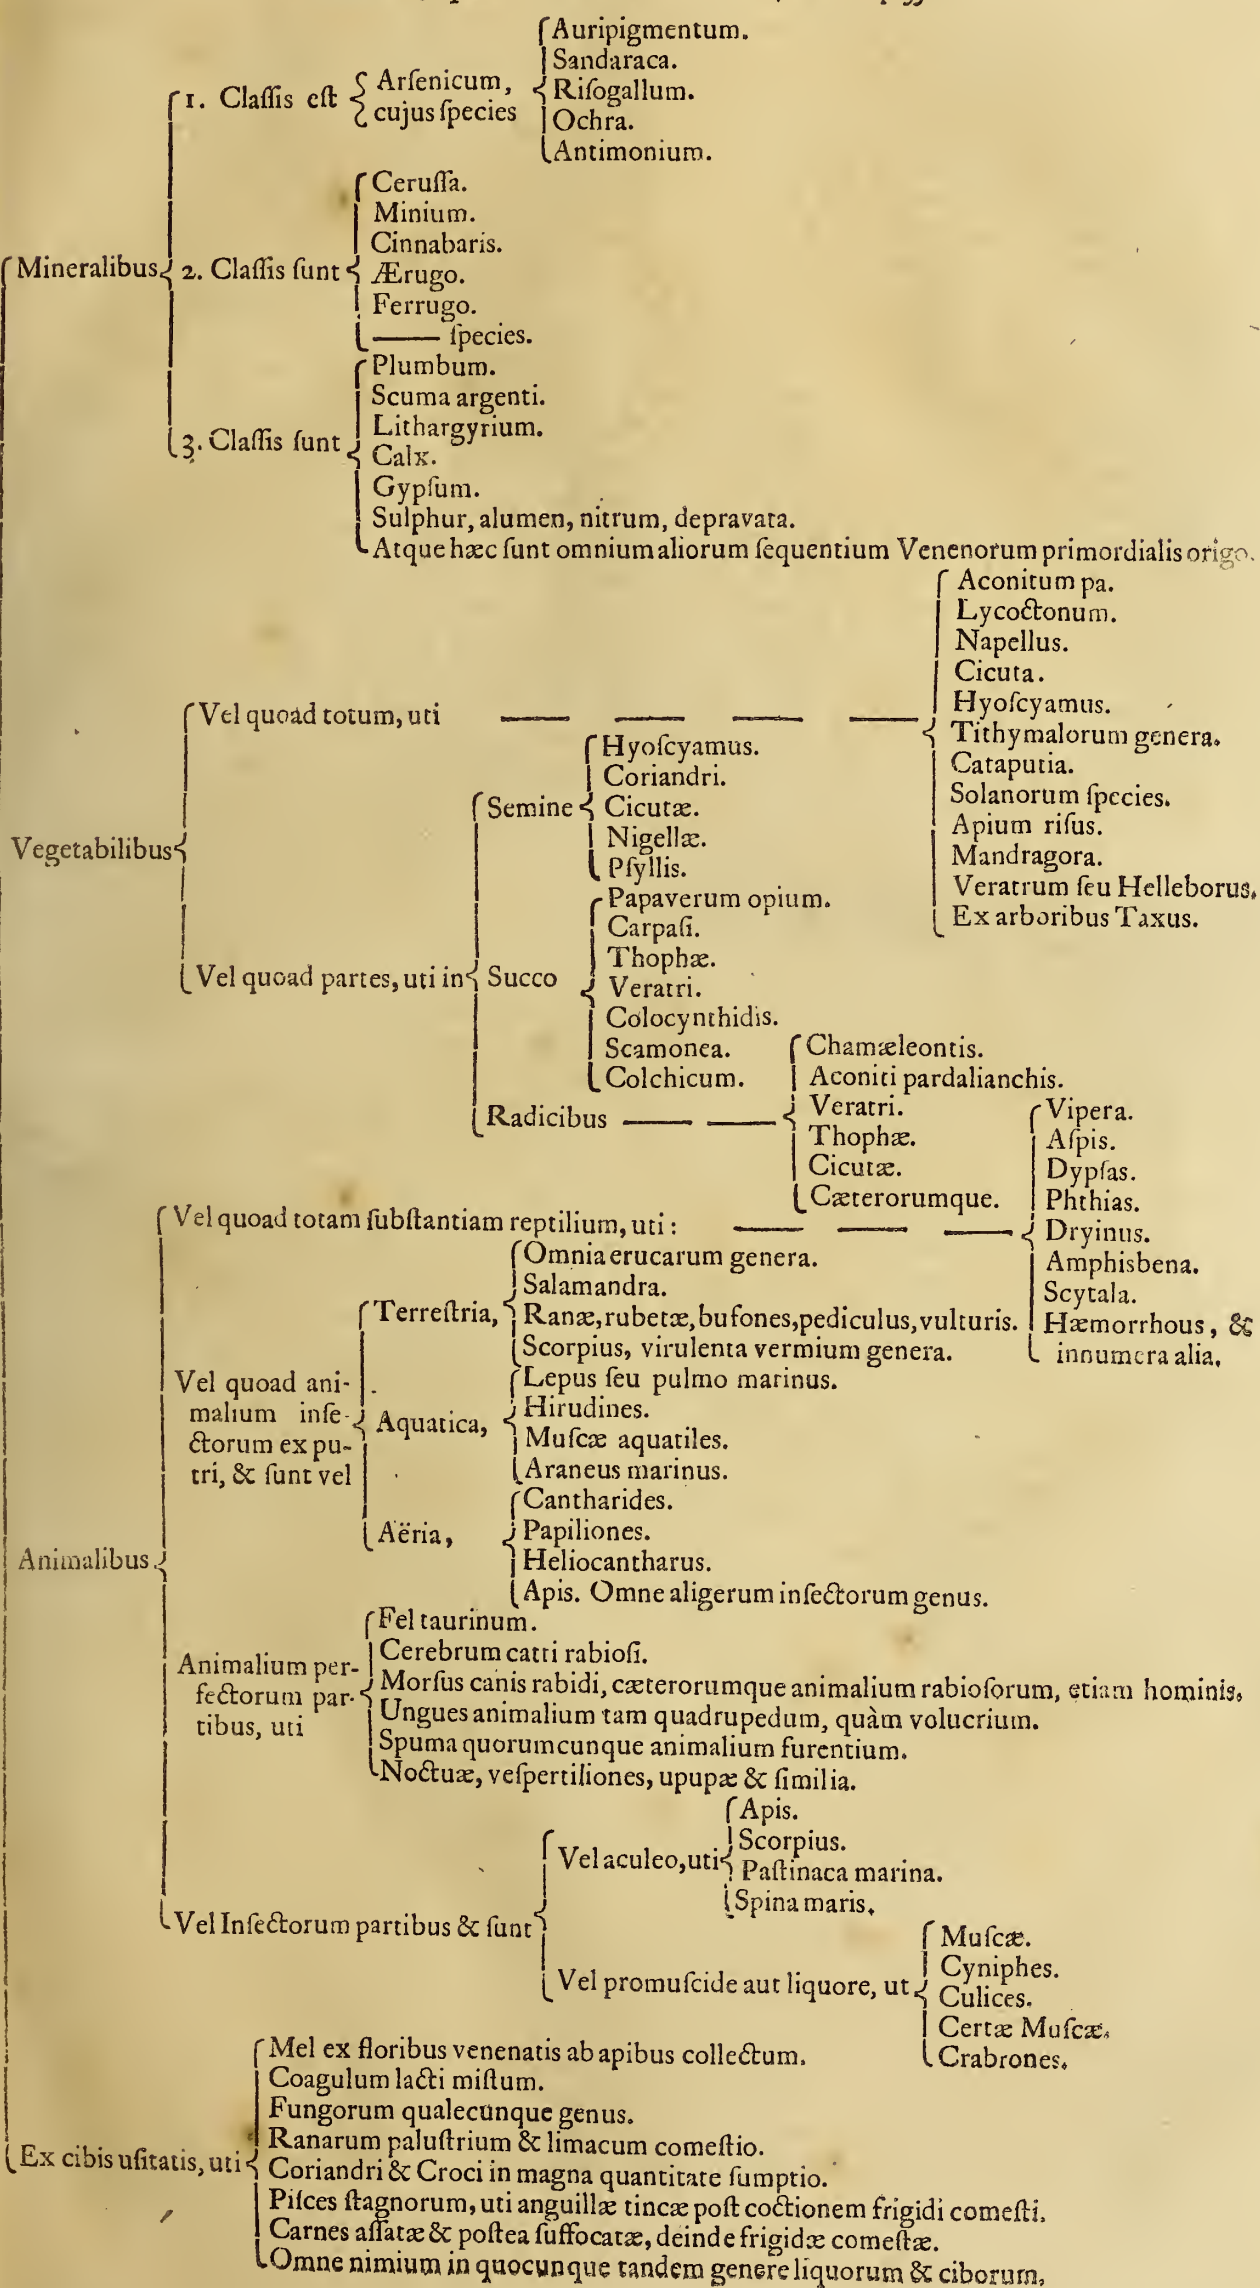 Auripigmentum.
Sandaraca.
1. Claſſis eſt
Arſenicum,
cujus ſpecies
Riſogallum.
Ochra.
Antimonium.
Mineralibus
2. Claſſis ſunt
Ceruſſa.
Minium.
Cinnabaris.
Ærugo.
Ferrugo.
—— ſpecies.
3. Claſſis ſunt
Plumbum.
Scuma argenti.
Lithargyrium.
Calx.
Gypſum.
Sulphur, alumen, nitrum, depravata.
Atque hæc ſunt omnium aliorum ſequentium Venenorum primordialis origo.
Vegetabilibus
Vel quoad totum, uti
Aconitum pa.
Lycoctonum.
Napellus.
Cicuta.
Hyoſcyamus.
Tithymalorum genera.
Cataputia.
Solanorum ſpecies.
Apium riſus.
Mandragora.
Veratrum ſeu Helleborus.
Ex arboribus Taxus.
Vel quoad partes, uti in
Semine
Hyoſcyamus.
Coriandri.
Cicutæ.
Nigellæ.
Pſyllis.
Succo
Papaverum opium.
Carpaſi.
Thophæ.
Veratri.
Colocynthidis.
Scamonea.
Colchicum.
Radicibus
Chamæleontis.
Aconiti pardalianchis.
Veratri.
Thophæ.
Cicutæ.
Cæterorumque.
Animalibus
Vel quoad totam ſubſtantiam reptilium, uti:
Vipera.
Aſpis.
Dypſas.
Phthias.
Dryinus.
Amphisbena.
Scytala.
Hæmorrhous, &
innumera alia.
Vel quoad ani-
malium inſe-
ctorum ex pu-
tri, & ſunt vel
Terreſtria,
Omnia erucarum genera.
Salamandra.
Ranæ, rubetæ, bufones, pediculus, vulturis.
Scorpius, virulenta vermium genera.
Aquatica,
Lepus ſeu pulmo marinus.
Hirudines.
Muſcæ aquatiles.
Araneus marinus.
Aëria,
Cantharides.
Papiliones.
Heliocantharus.
Apis. Omne aligerum inſectorum genus.
Animalium per-
fectorum par-
tibus, uti
Fel taurinum.
Cerebrum catti rabioſi.
Morſus canis rabidi, cæterorumque animalium rabioſorum, etiam hominis.
Ungues animalium tam quadrupedum, quàm volucrium.
Spuma quorumcunque animalium furentium.
Noctuæ, veſpertiliones, upupæ & ſimilia.
Vel Inſectorum partibus & ſunt
Vel aculeo, uti
Apis.
Scorpius.
Paſtinaca marina.
Spina maris.
Vel promuſcide aut liquore, ut
Muſcæ.
Cyniphes.
Culices.
Certæ Muſcæ.
Crabrones.
Ex cibis uſitatis, uti
Mel ex floribus venenatis ab apibus collectum.
Coagulum lacti miſtum.
Fungorum qualecunque genus.
Ranarum paluſtrium & limacum comeſtio.
Coriandri & Croci in magna quantitate ſumptio.
Piſces ſtagnorum, uti anguillæ tincæ poſt coctionem frigidi comeſti.
Carnes aſſatæ & poſtea ſuffocatæ, deinde frigidæ comeſtæ.
Omne nimium in quocunque tandem genere liquorum & ciborum,